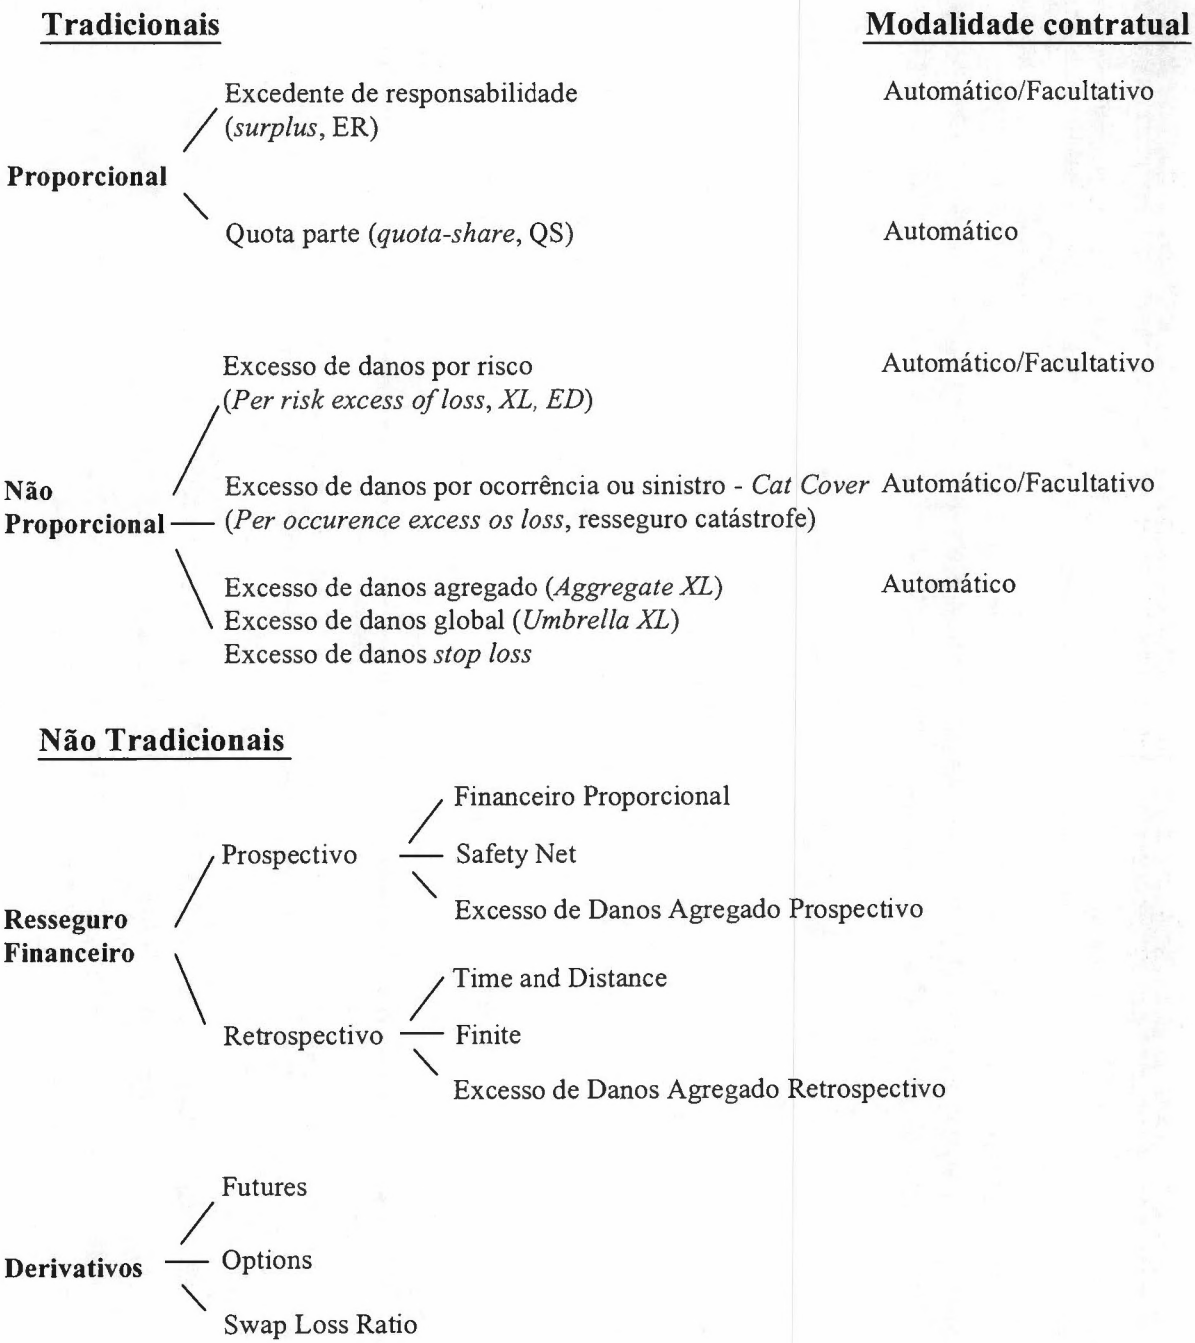 Tradicionais
Modalidade contratual
Excedente de responsabilidade
Automático/Facultativo
(surplus, ER)
Proporcional
Quota parte (quota-share, QS)
Automático
Excesso de danos por risco
Automático/Facultativo
(Per risk excess of loss, XL, ED)
Não
Excesso de danos por ocorrência ou sinistro - Cat Cover
Automático/Facultativo
Proporcional
(Per occurence excess os loss, resseguro catástrofe)
Excesso de danos agregado (Aggregate XL)
Automático
Excesso de danos global (Umbrella XL)
Excesso de danos stop loss
Não Tradicionais
Financeiro Proporcional
Prospectivo
Safety Net
Excesso de Danos Agregado Prospectivo
Resseguro
Financeiro
Time and Distance
Retrospectivo
Finite
Excesso de Danos Agregado Retrospectivo
Futures
Derivativos
Options
Swap Loss Ratio